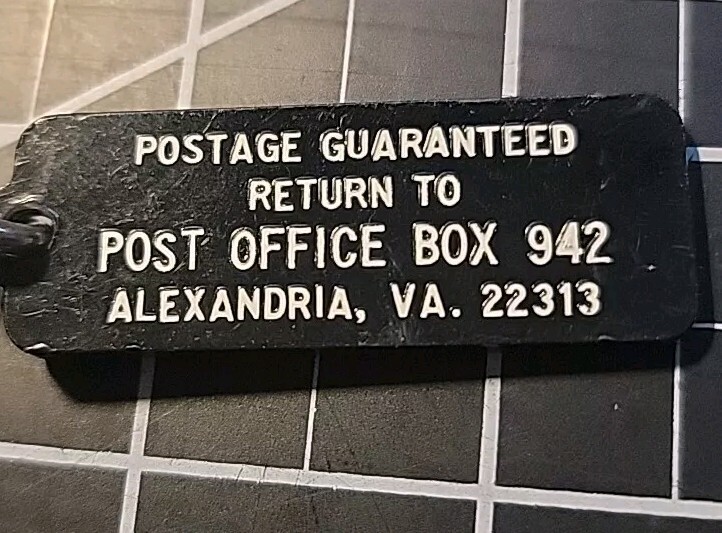 POSTAGE GUARANTEED
RETURN TO
POST OFFICE BOX 942
ALEXANDRIA, VA. 22313